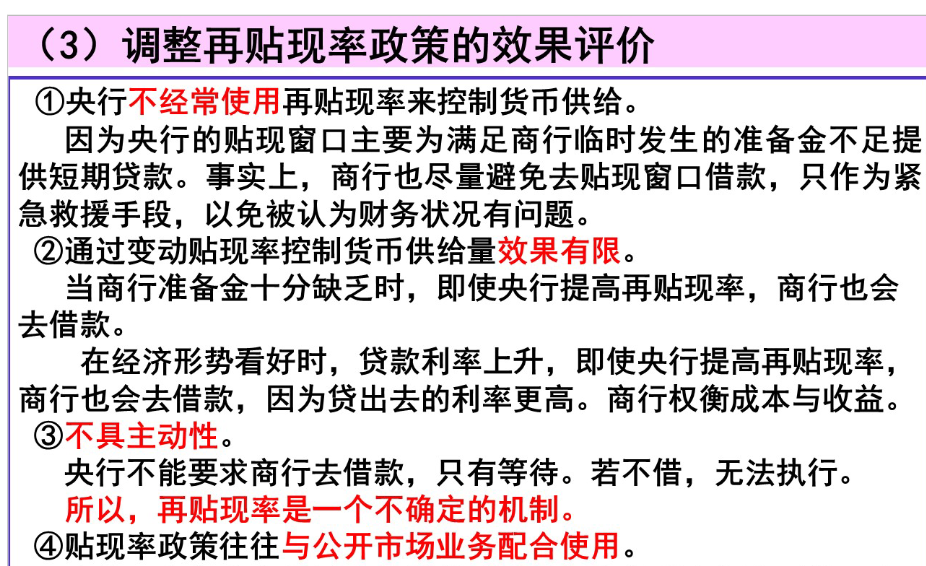 （3）调整再贴现率政策的效果评价
①央行不经常使用再贴现率来控制货币供给。
因为央行的贴现窗口主要为满足商行临时发生的准备金不足提
供短期贷款。事实上，商行也尽量避免去贴现窗口借款，只作为紧
急救援手段，以免被认为财务状况有问题。
②通过变动贴现率控制货币供给量效果有限。
当商行准备金十分缺乏时，即使央行提高再贴现率，商行也会
去借款。
在经济形势看好时，贷款利率上升，即使央行提高再贴现率，
商行也会去借款，因为贷出去的利率更高。商行权衡成本与收益。
③不具主动性。
央行不能要求商行去借款，只有等待。若不借，无法执行。
所以，再贴现率是一个不确定的机制。
④贴现率政策往往与公开市场业务配合使用。